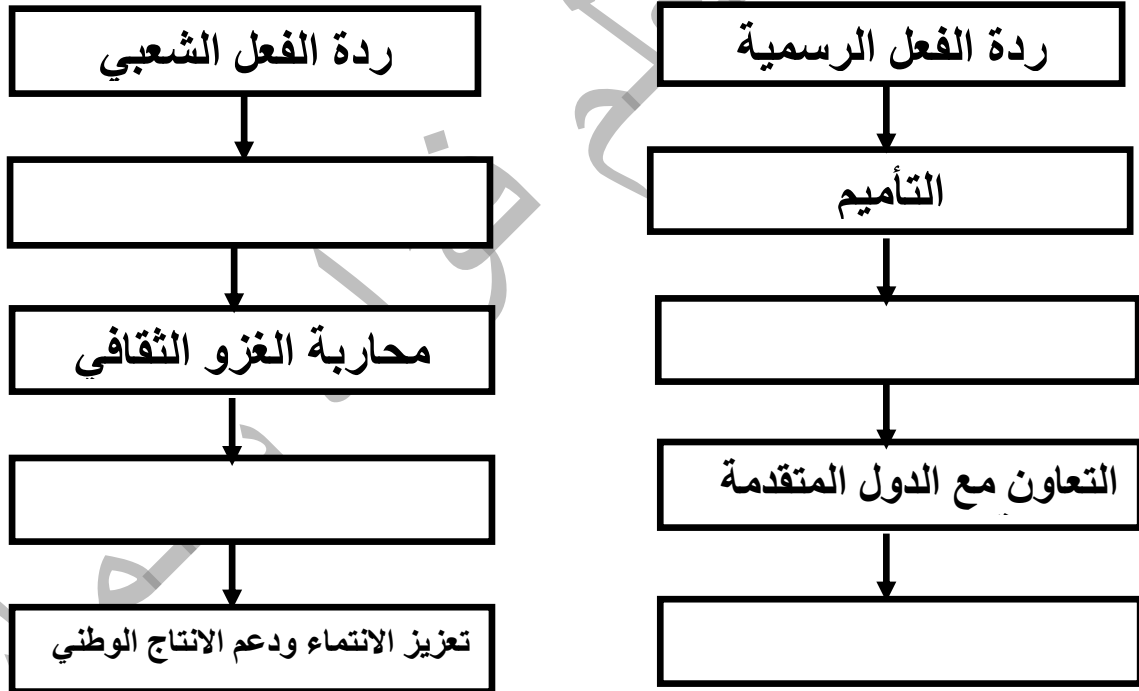 ردة الفعل الرسمية
التأميم
التعاون مع الدول المتقدمة
ردة الفعل الشعبي
محاربة الغزو الثقافي
تعزيز الانتماء ودعم الانتاج الوطني